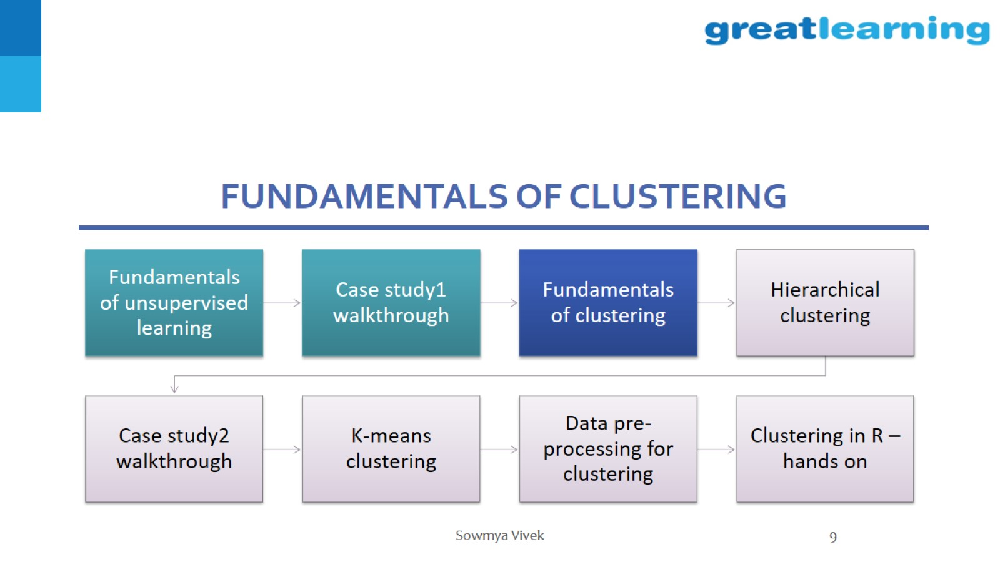 greatlearning
FUNDAMENTALS OF CLUSTERING
Fundamentals
of unsupervised
learning
Case study1
walkthrough
Fundamentals
of clustering
Hierarchical
clustering
Case study2
walkthrough
K-means
clustering
Data pre-
processing for
clustering
Clustering in R –
hands on
Sowmya Vivek
9